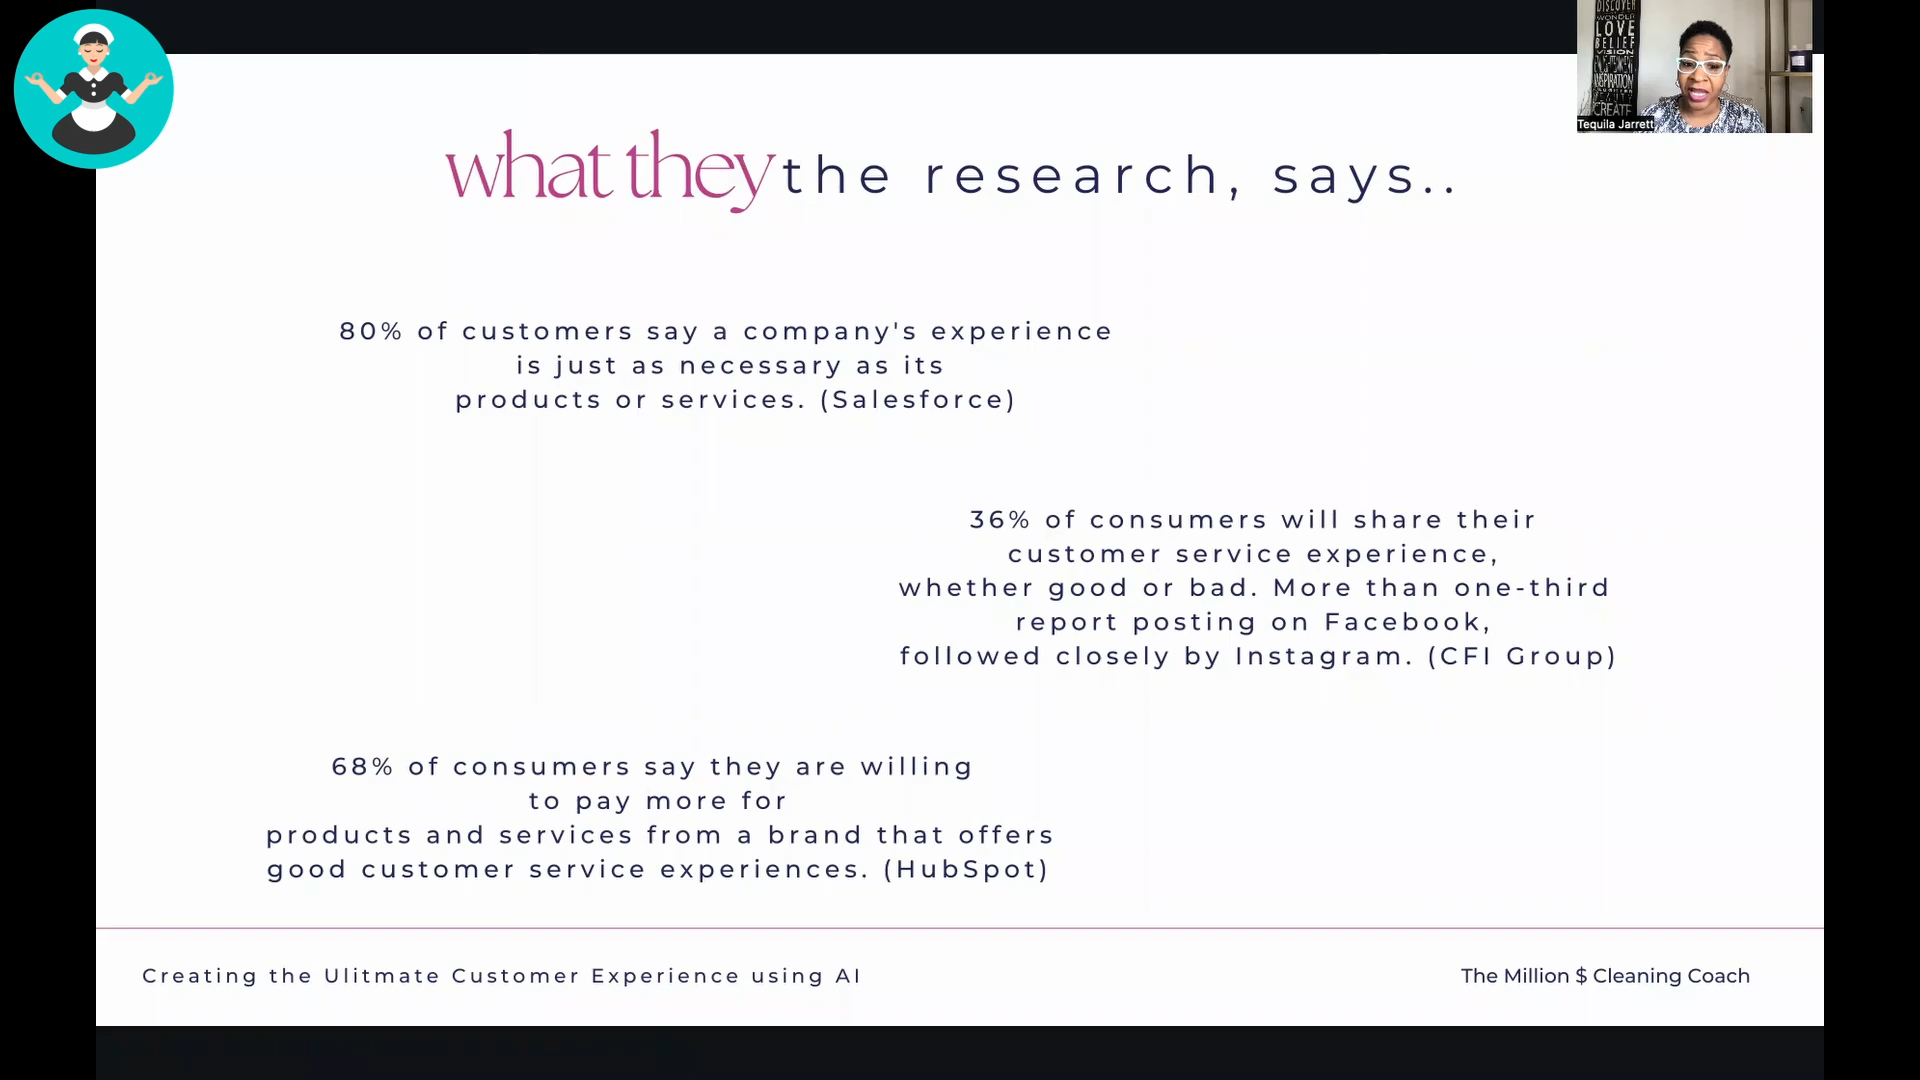 DISCOVER
WONDER
LOVE
BELIEF
VISION
INSPIRATION
CREATE
Tequila Jarrett
what they the research, says..
80% of customers say a company's experience
is just as necessary as its
products or services. (Salesforce)
36% of consumers will share their
customer service experience,
whether good or bad. More than one-third
report posting on Facebook,
followed closely by Instagram. (CFI Group)
68% of consumers say they are willing
to pay more for
products and services from a brand that offers
good customer service experiences. (HubSpot)
Creating the Ulitmate Customer Experience using AI
The Million $ Cleaning Coach